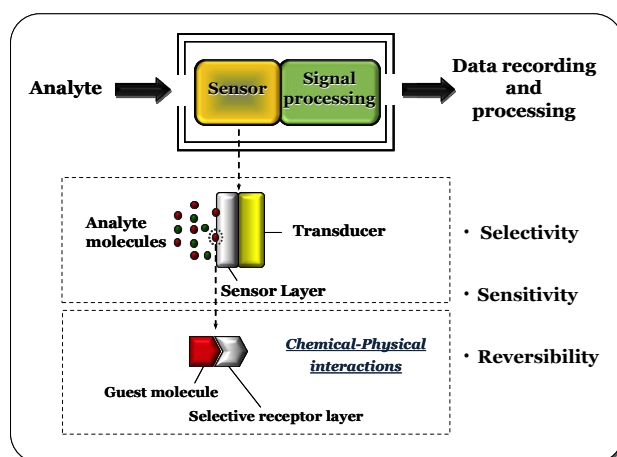 Analyte
Sensor
Signal
processing
Data recording
and
processing
Analyte
molecules
Transducer
Sensor Layer
· Selectivity
· Sensitivity
· Reversibility
Chemical-Physical
interactions
Guest molecule
Selective receptor layer